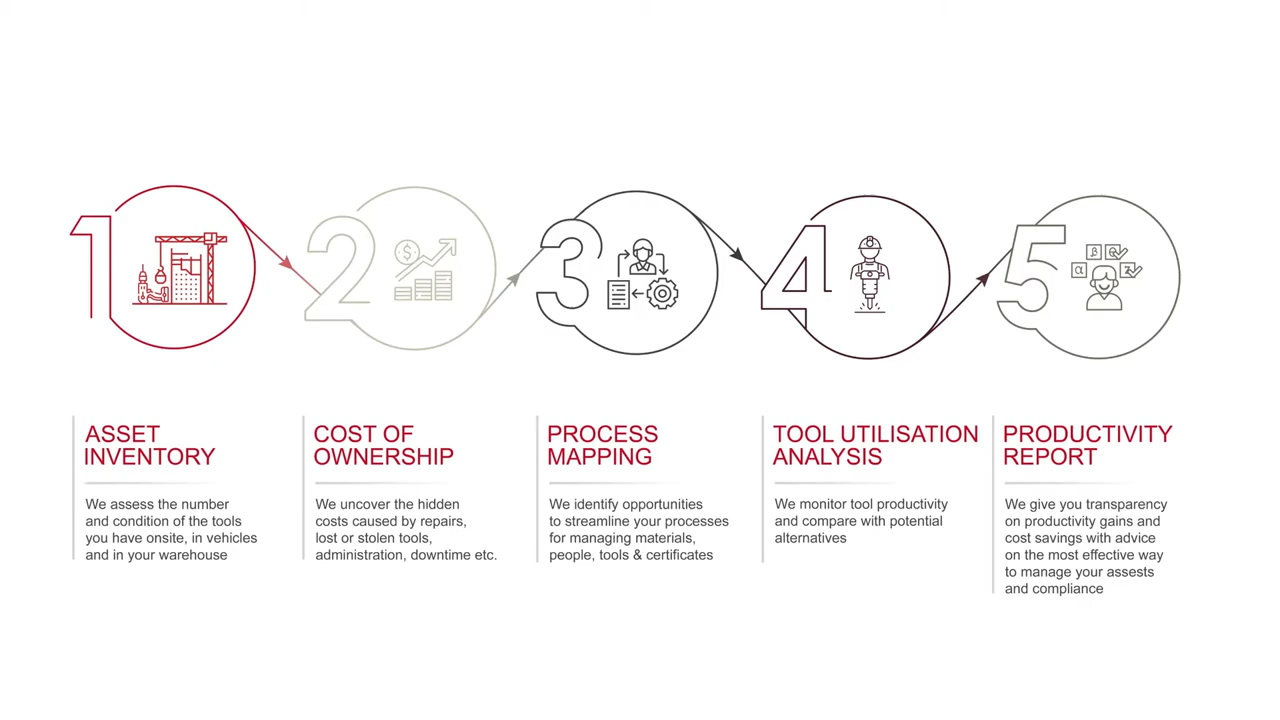 1
ASSET
INVENTORY
We assess the number
and condition of the tools
you have onsite, in vehicles
and in your warehouse
2
$
COST OF
OWNERSHIP
We uncover the hidden
costs caused by repairs,
lost or stolen tools,
administration, downtime etc.
3
PROCESS
MAPPING
We identify opportunities
to streamline your processes
for managing materials,
people, tools & certificates
4
TOOL UTILISATION
ANALYSIS
We monitor tool productivity
and compare with potential
alternatives
5
α
β
PRODUCTIVITY
REPORT
We give you transparency
on productivity gains and
cost savings with advice
on the most effective way
to manage your assests
and compliance